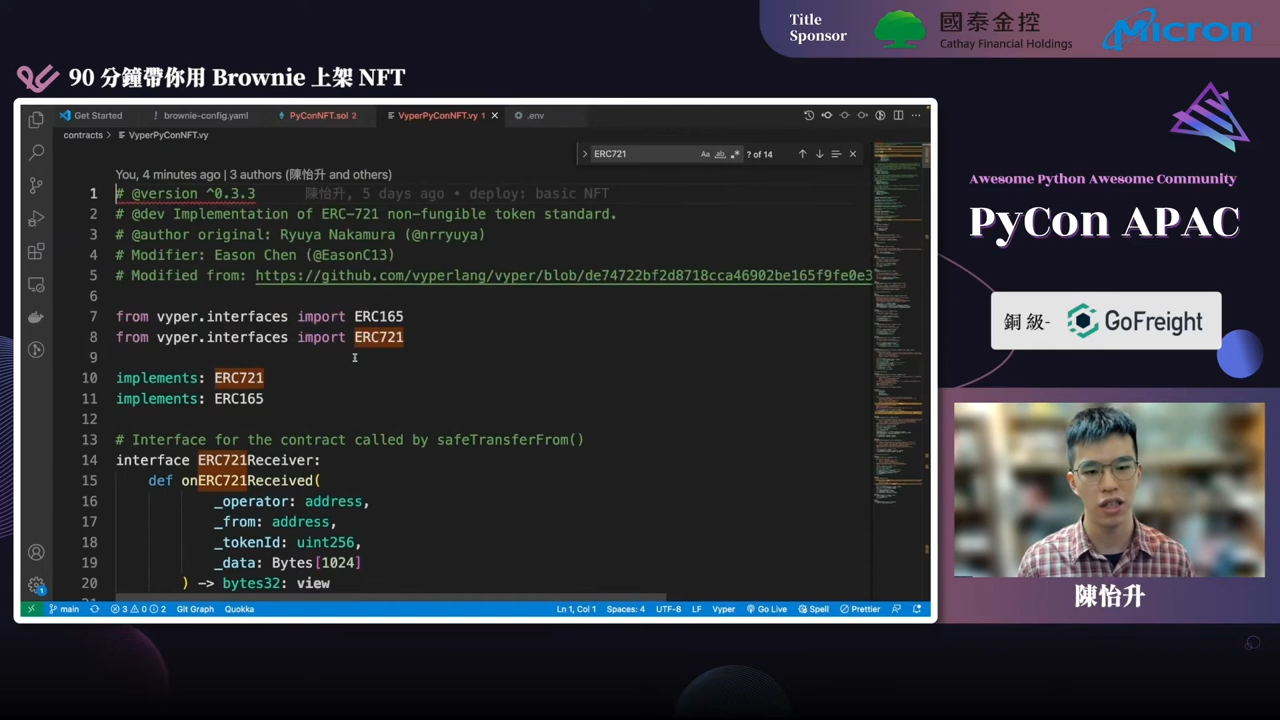 Title
Sponsor
國泰金控
Cathay Financial Holdings
Micron
90 分鐘帶你用 Brownie 上架 NFT
Get Started
brownie-config.yaml
PyConNFT.sol 2
VyperPyConNFT.vy 1
.env
contracts > VyperPyConNFT.vy
ERC721
Aa
ab
? of 14
You, 4 minutes ago | 3 authors (陳怡升 and others)
1 # @version ^0.3.3 陳怡升, 5 days ago • deploy: basic NFT
2 # @dev Implementation of ERC-721 non-fungible token standard.
3 # @author original: Ryuya Nakamura (@nrryuya)
4 # Modifier: Eason Chen (@EasonC13)
5 # Modified from: https://github.com/vyperlang/vyper/blob/de74722bf2d8718cca46902be165f9fe0e3
6
7 from vyper.interfaces import ERC165
8 from vyper.interfaces import ERC721
9
10 implements: ERC721
11 implements: ERC165
12
13 # Interface for the contract called by safeTransferFrom()
14 interface ERC721Receiver:
15 def onERC721Received(
16 _operator: address,
17 _from: address,
18 _tokenId: uint256,
19 _data: Bytes[1024]
20 ) -> bytes32: view
main
3 0 2
Git Graph
Quokka
Ln 1, Col 1
Spaces: 4
UTF-8
LF
Vyper
Go Live
Spell
Prettier
1
Awesome Python Awesome Community
PyCon APAC
銅級-
GoFreight
陳怡升